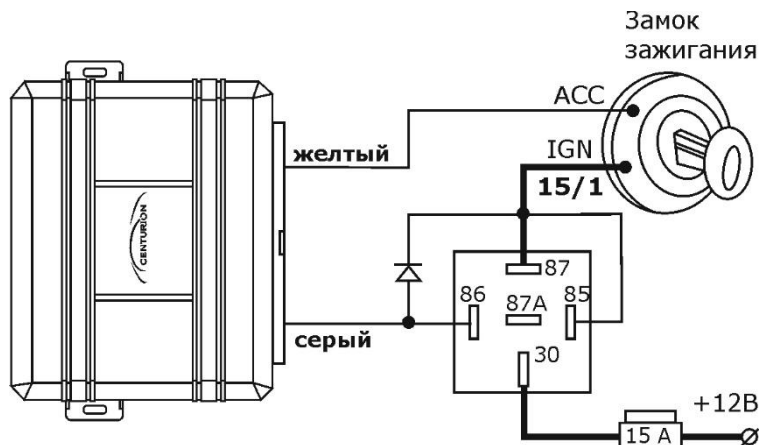 Замок
зажигания
ACC
желтый
IGN
15/1
CENTURION
87
86
87A
85
серый
30
+12В
15 A